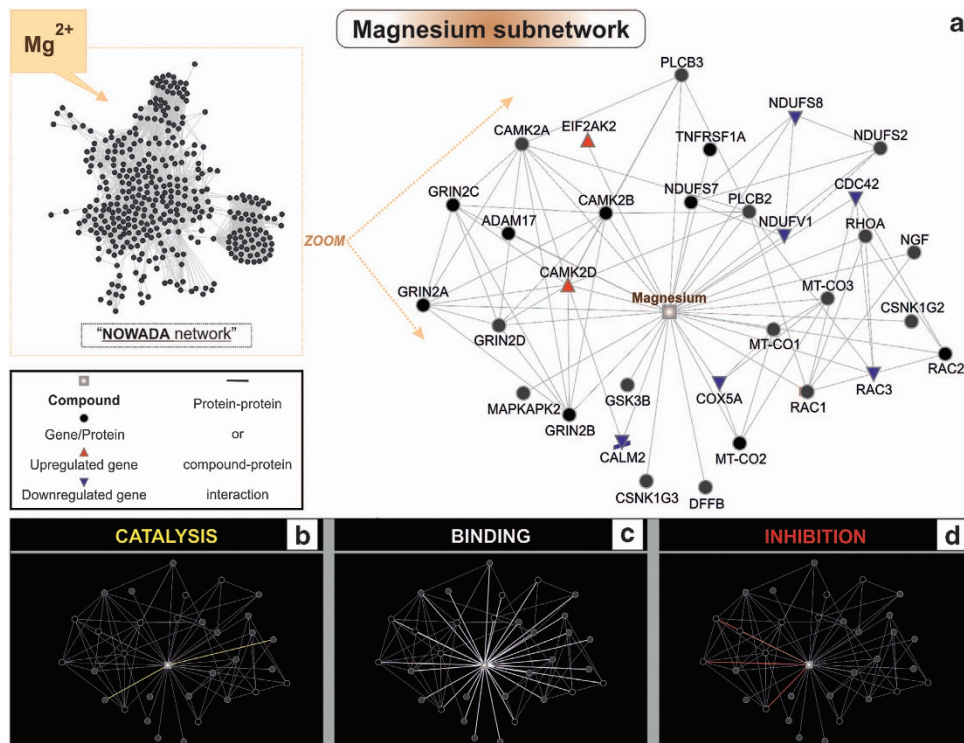 Mg2+
Magnesium subnetwork
a
"NOWADA network"
ZOOM
PLCB3
NDUFS8
EIF2AK2
CAMK2A
TNFRSF1A
NDUFS2
GRIN2C
CAMK2B
NDUFS7
PLCB2
CDC42
ADAM17
NDUFV1
RHOA
NGF
CAMK2D
GRIN2A
Magnesium
MT-CO3
CSNK1G2
GRIN2D
MT-CO1
RAC2
MAPKAPK2
GSK3B
COX5A
RAC1
RAC3
GRIN2B
CALM2
MT-CO2
CSNK1G3
DFFB
Compound
Protein-protein
Gene/Protein
or
Upregulated gene
compound-protein
Downregulated gene
interaction
CATALYSIS
b
BINDING
c
INHIBITION
d